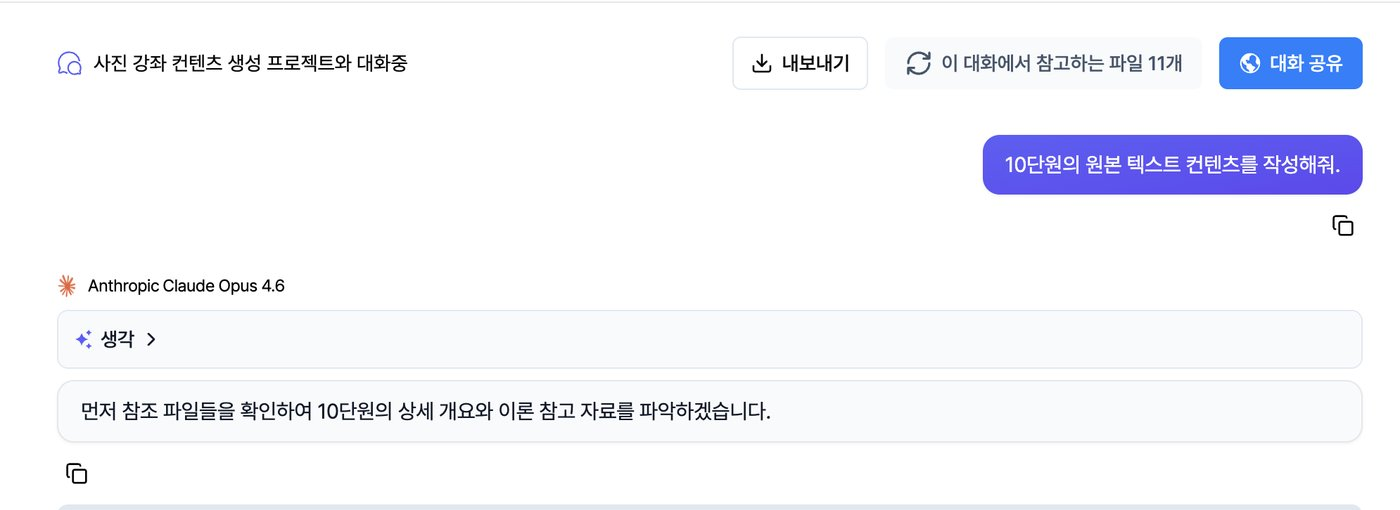 사진 강좌 컨텐츠 생성 프로젝트와 대화중
내보내기
이 대화에서 참고하는 파일 11개
대화 공유
10단원의 원본 텍스트 컨텐츠를 작성해줘.
Anthropic Claude Opus 4.6
생각
먼저 참조 파일들을 확인하여 10단원의 상세 개요와 이론 참고 자료를 파악하겠습니다.